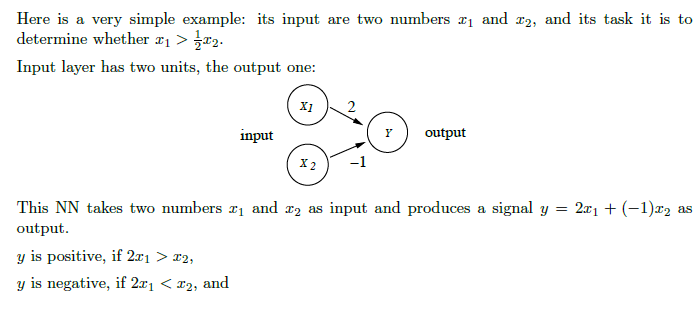 Here is a very simple example: its input are two numbers x₁ and x₂, and its task it is to
determine whether x₁ > ½x₂.
Input layer has two units, the output one:
X1
2
input
Y
output
X2
−1
This NN takes two numbers x₁ and x₂ as input and produces a signal y = 2x₁ + (−1)x₂ as
output.
y is positive, if 2x₁ > x₂,
y is negative, if 2x₁ < x₂, and